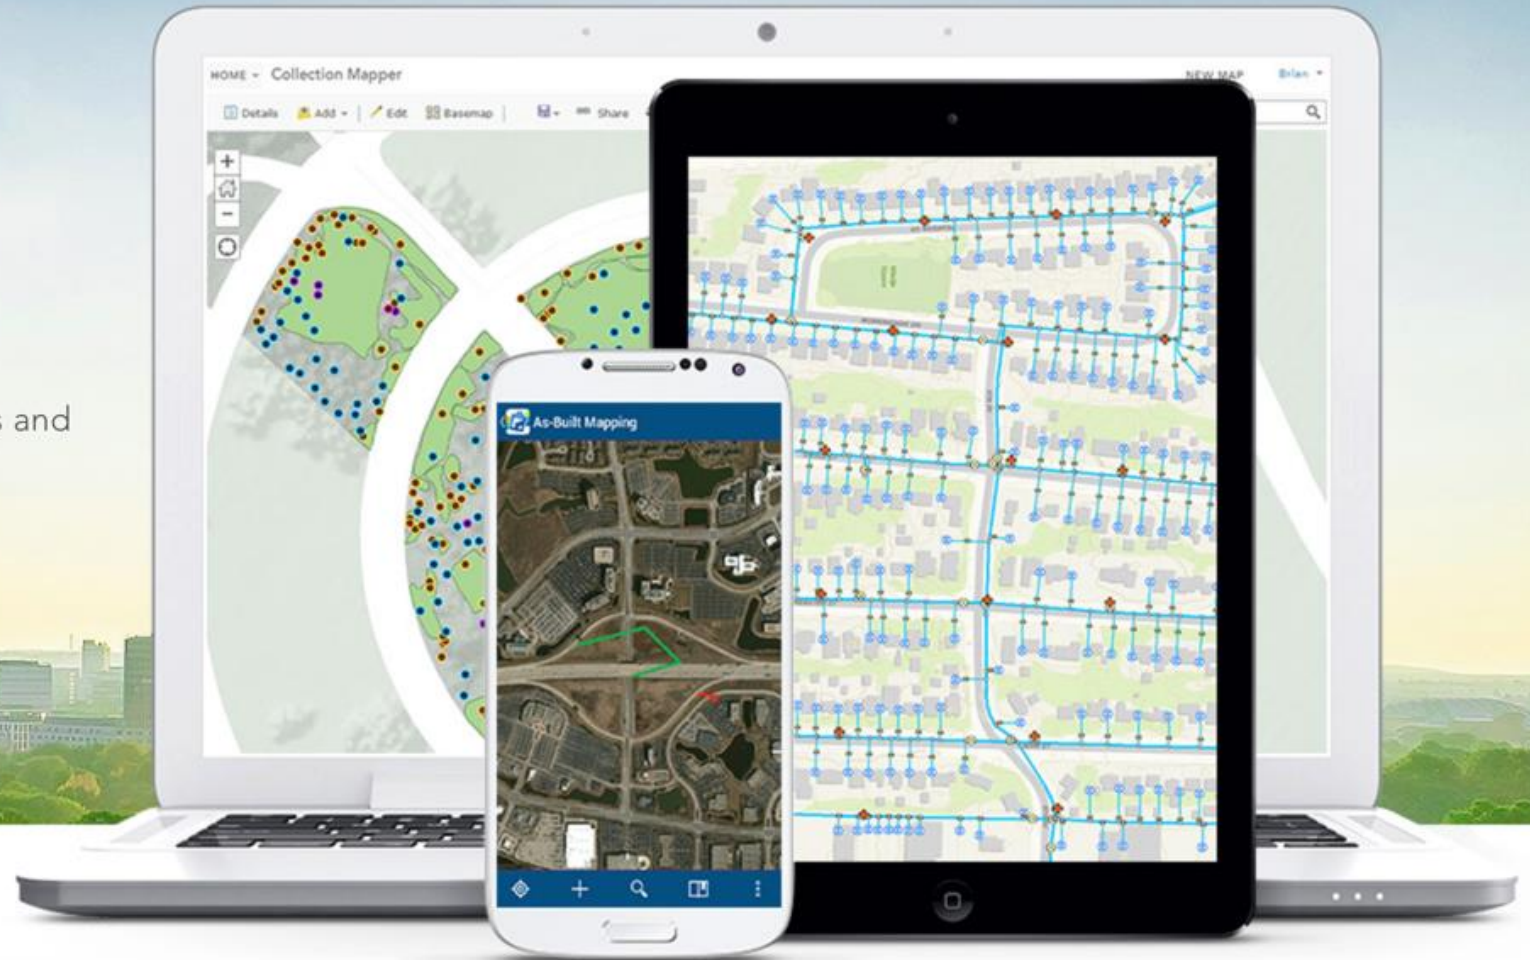 HOME Collection Mapper
NEW MAP Brian
Details Add Edit Basemap Share
s and
As-Built Mapping